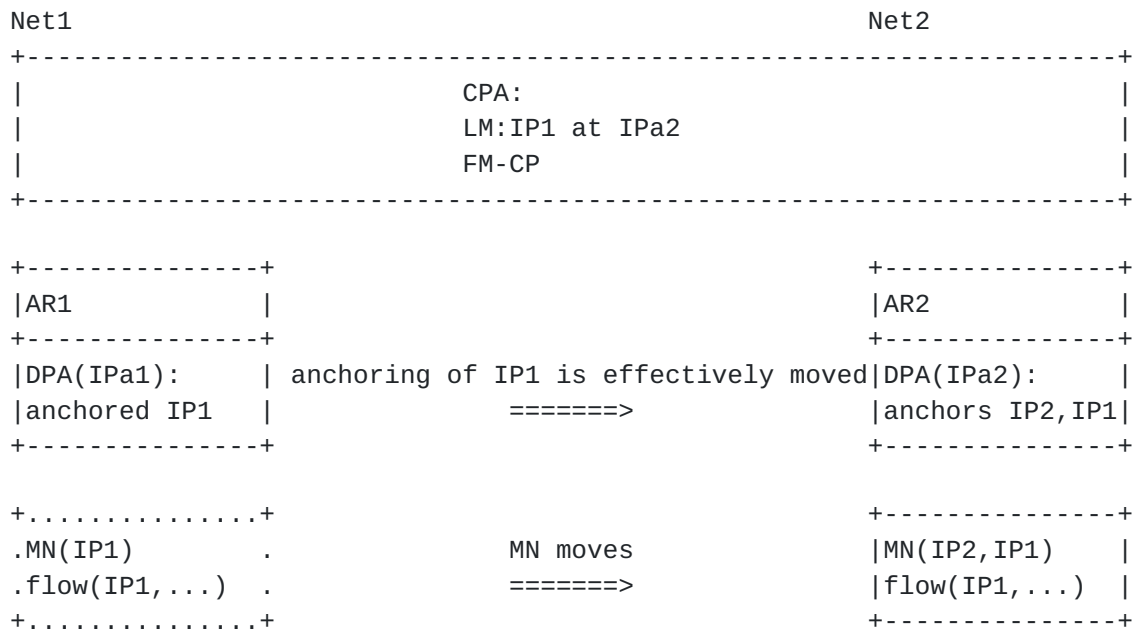 Net1                                                   Net2
+----------------------------------------------------------------------+
|                            CPA:                                      |
|                            LM:IP1 at IPa2                            |
|                            FM-CP                                     |
+----------------------------------------------------------------------+

+---------------+                                      +---------------+
|AR1            |                                      |AR2            |
+---------------+                                      +---------------+
|DPA(IPa1):     | anchoring of IP1 is effectively moved|DPA(IPa2):     |
|anchored IP1   |               =======>               |anchors IP2,IP1|
+---------------+                                      +---------------+

+...............+                                      +---------------+
.MN(IP1)        .               MN moves               |MN(IP2,IP1)    |
.flow(IP1,...)  .               =======>               |flow(IP1,...)  |
+...............+                                      +---------------+